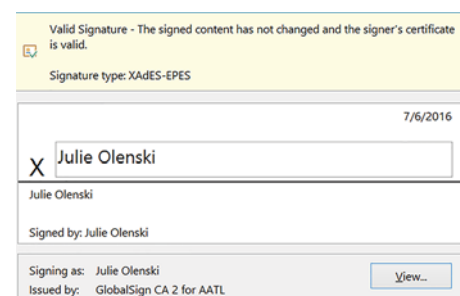 Valid Signature - The signed content has not changed and the signer's certificate
is valid.
Signature type: XAdES-EPES
7/6/2016
X Julie Olenski
Julie Olenski
Signed by: Julie Olenski
Signing as: Julie Olenski
View...
Issued by: GlobalSign CA 2 for AATL